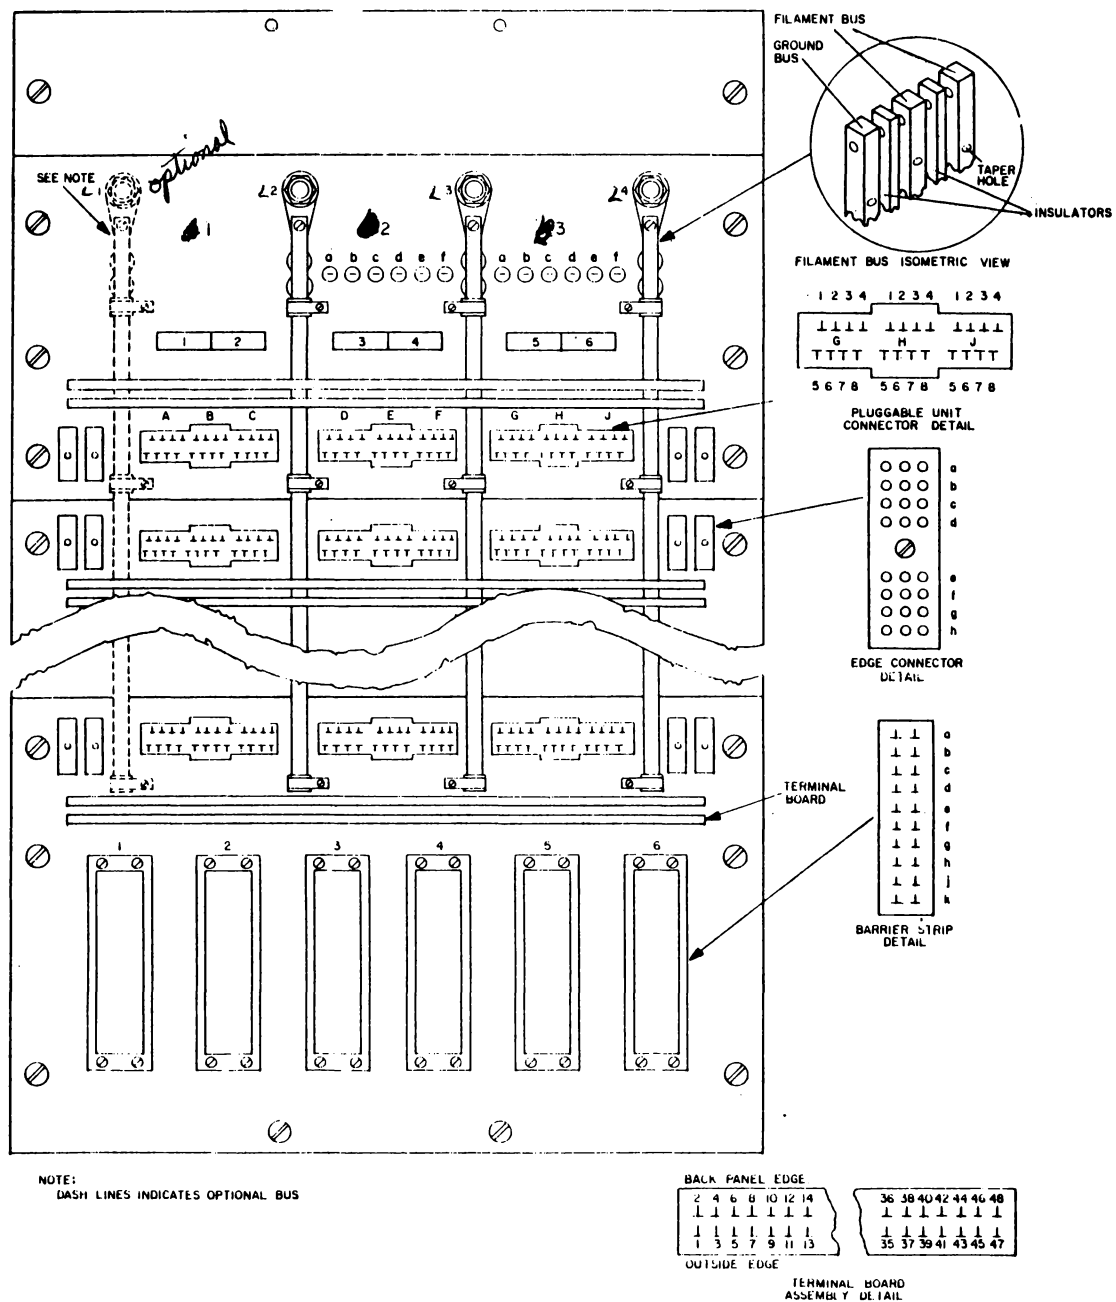 FILAMENT BUS
GROUND
BUS
TAPER
HOLE
INSULATORS
FILAMENT BUS ISOMETRIC VIEW
optional
SEE NOTE
L1 L2 L3 L4
1 2 3
a b c d e f a b c d e f
1 2 3 4 5 6
A B C D E F G H J
1 2 3 4 1 2 3 4 1 2 3 4
G H J
5 6 7 8 5 6 7 8 5 6 7 8
PLUGGABLE UNIT
CONNECTOR DETAIL
a
b
c
d
e
f
g
h
EDGE CONNECTOR
DETAIL
a
b
c
d
e
f
g
h
j
k
BARRIER STRIP
DETAIL
TERMINAL
BOARD
1 2 3 4 5 6
NOTE:
DASH LINES INDICATES OPTIONAL BUS
BACK PANEL EDGE
2 4 6 8 10 12 14 36 38 40 42 44 46 48
1 3 5 7 9 11 13 35 37 39 41 43 45 47
OUTSIDE EDGE
TERMINAL BOARD
ASSEMBLY DETAIL